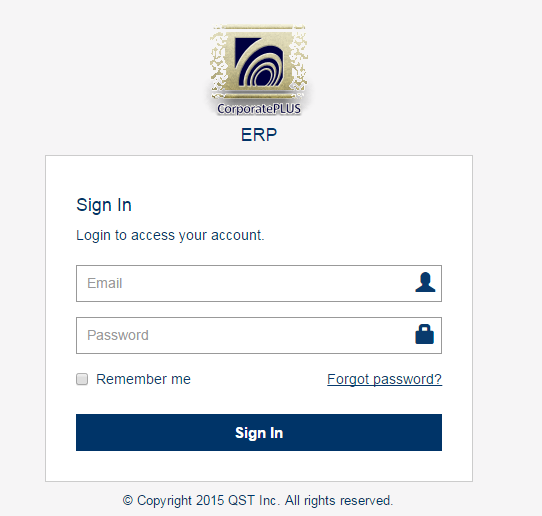 CorporatePLUS
ERP
Sign In
Login to access your account.
Email
Password
Remember me Forgot password?
Sign In
© Copyright 2015 QST Inc. All rights reserved.